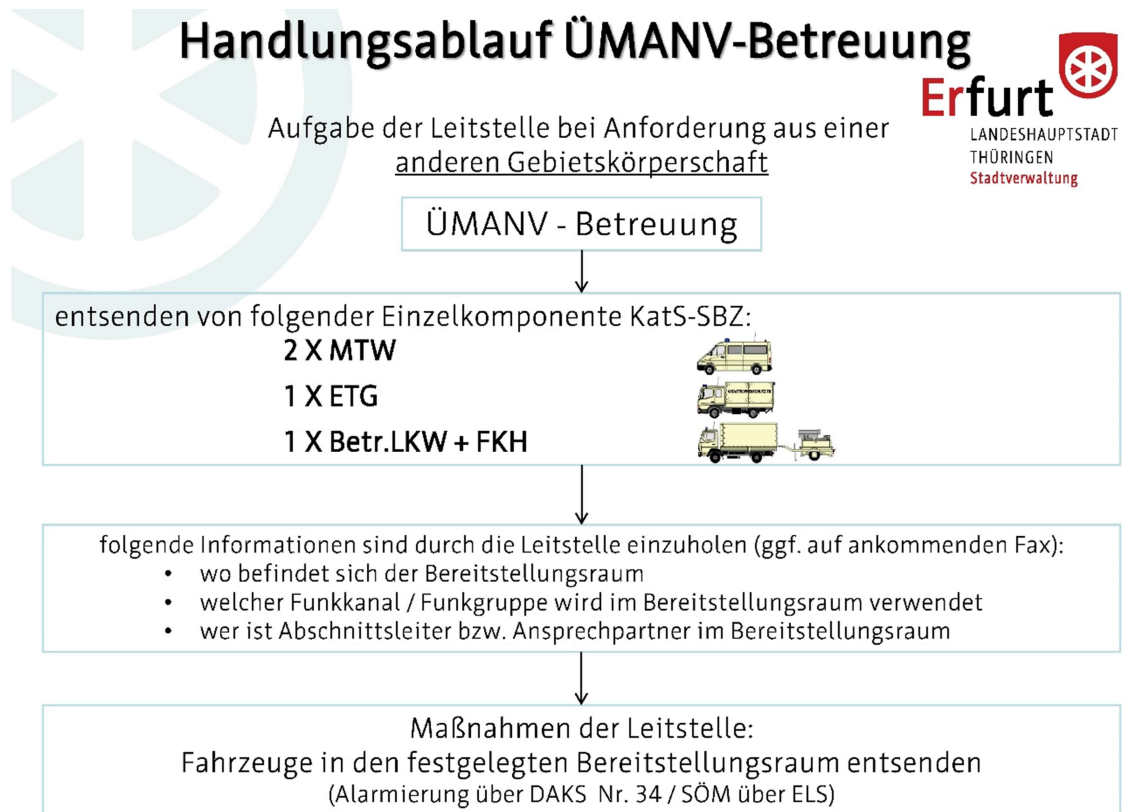 Handlungsablauf ÜMANV-Betreuung
Erfurt
LANDESHAUPTSTADT
THÜRINGEN
Stadtverwaltung
Aufgabe der Leitstelle bei Anforderung aus einer
anderen Gebietskörperschaft
ÜMANV - Betreuung
entsenden von folgender Einzelkomponente KatS-SBZ:
2 X MTW
1 X ETG
1 X Betr.LKW + FKH
folgende Informationen sind durch die Leitstelle einzuholen (ggf. auf ankommenden Fax):
• wo befindet sich der Bereitstellungsraum
• welcher Funkkanal / Funkgruppe wird im Bereitstellungsraum verwendet
• wer ist Abschnittsleiter bzw. Ansprechpartner im Bereitstellungsraum
Maßnahmen der Leitstelle:
Fahrzeuge in den festgelegten Bereitstellungsraum entsenden
(Alarmierung über DAKS Nr. 34 / SÖM über ELS)